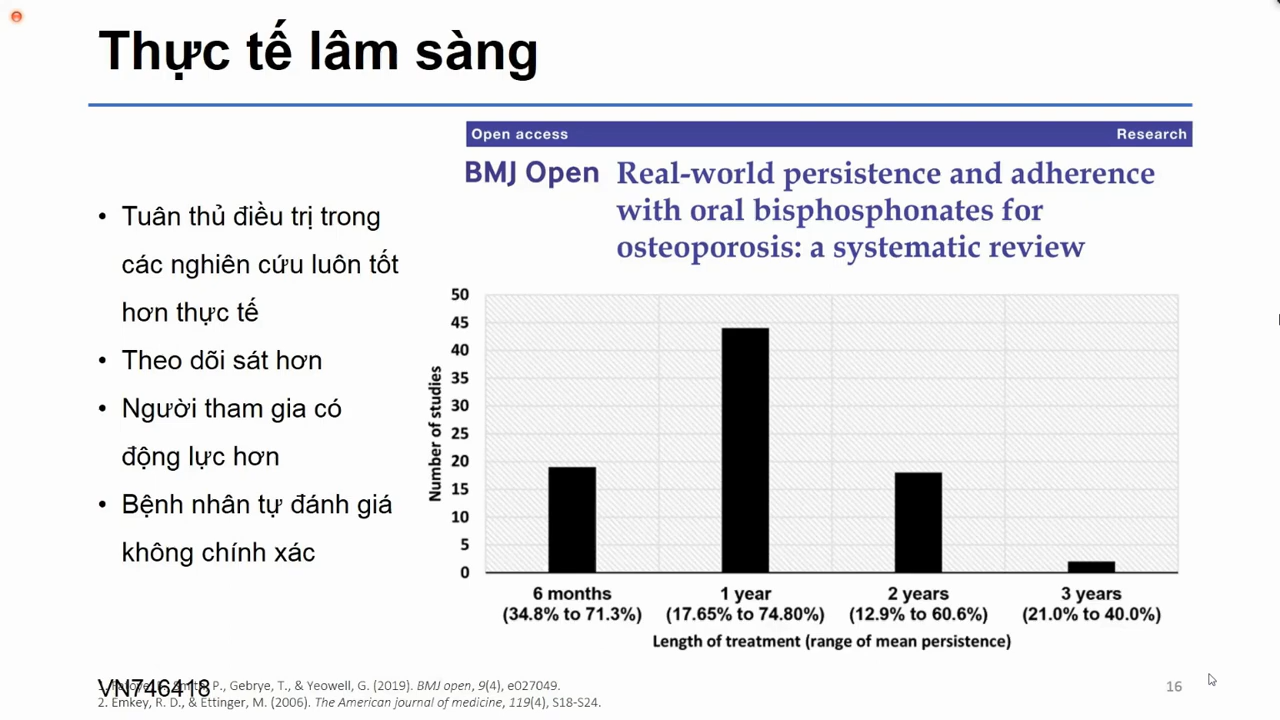 Thực tế lâm sàng
Open access Research
BMJ Open Real-world persistence and adherence
with oral bisphosphonates for
osteoporosis: a systematic review
• Tuân thủ điều trị trong
các nghiên cứu luôn tốt
hơn thực tế
• Theo dõi sát hơn
• Người tham gia có
động lực hơn
• Bệnh nhân tự đánh giá
không chính xác
Number of studies
50
45
40
35
30
25
20
15
10
5
0
6 months 1 year 2 years 3 years
(34.8% to 71.3%) (17.65% to 74.80%) (12.9% to 60.6%) (21.0% to 40.0%)
Length of treatment (range of mean persistence)
VN746418
P., Gebrye, T., & Yeowell, G. (2019). BMJ open, 9(4), e027049.
2. Emkey, R. D., & Ettinger, M. (2006). The American journal of medicine, 119(4), S18-S24.
16